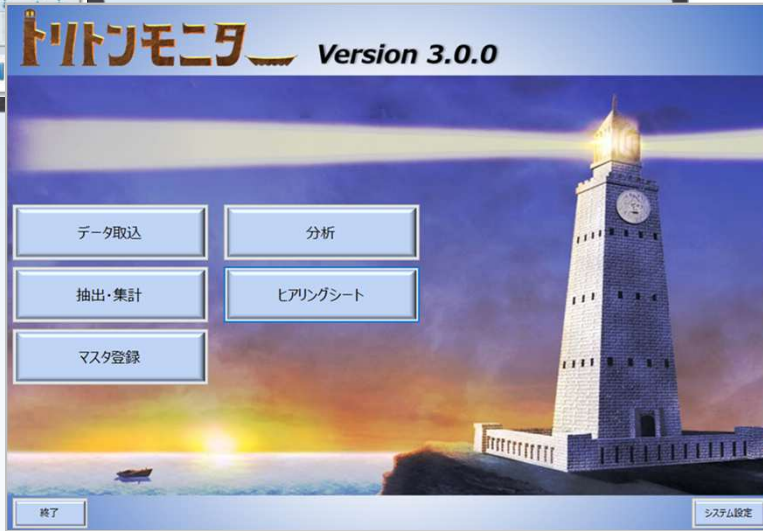 トリトンモニター Version 3.0.0
データ取込 分析
抽出・集計 ヒアリングシート
マスタ登録
終了 システム設定